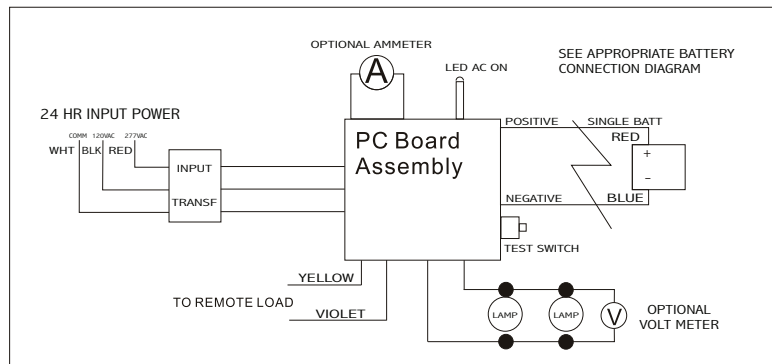 OPTIONAL AMMETER
A
LED AC ON
SEE APPROPRIATE BATTERY
CONNECTION DIAGRAM
24 HR INPUT POWER
COMM 120VAC 277VAC
WHT BLK RED
INPUT
TRANSF
PC Board
Assembly
POSITIVE
SINGLE BATT
RED
+
-
NEGATIVE
BLUE
TEST SWITCH
YELLOW
TO REMOTE LOAD
VIOLET
LAMP
LAMP
V
OPTIONAL
VOLT METER